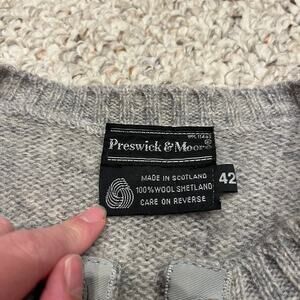 Preswick & Moore
MADE IN SCOTLAND
100% WOOL SHETLAND
CARE ON REVERSE
42